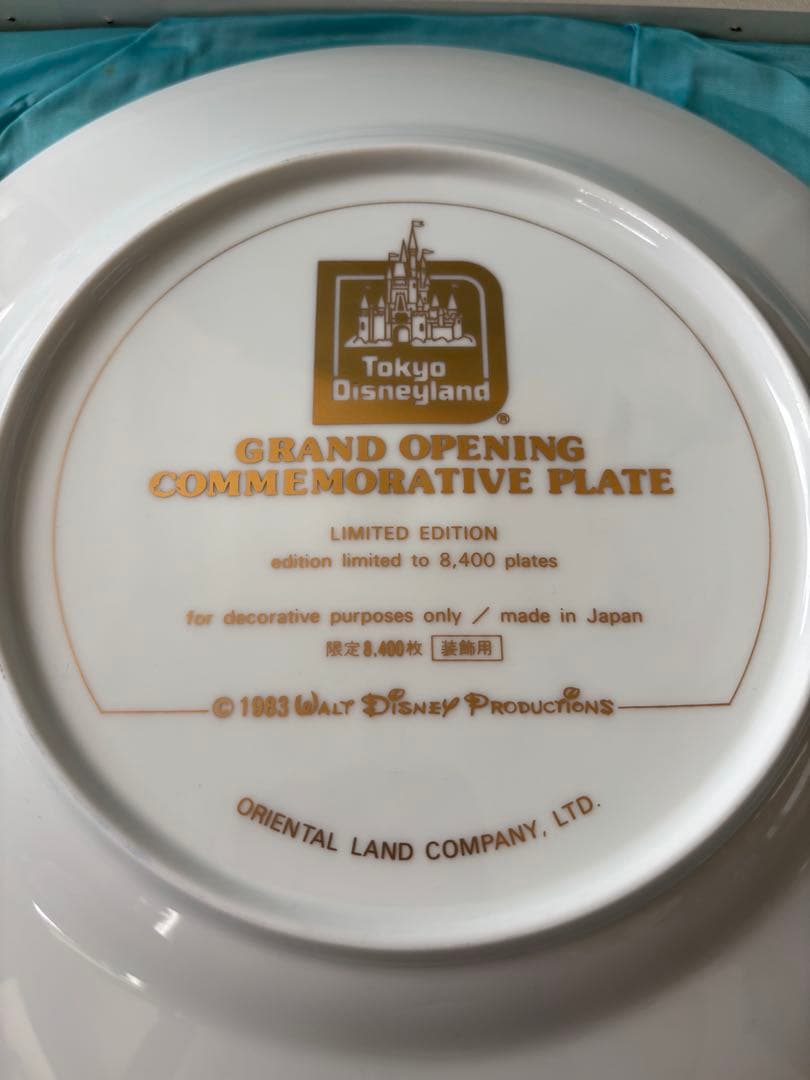 Tokyo
Disneyland
®
GRAND OPENING
COMMEMORATIVE PLATE
LIMITED EDITION
edition limited to 8,400 plates
for decorative purposes only / made in Japan
限定8,400枚 装飾用
© 1983 WALT DISNEY PRODUCTIONS
ORIENTAL LAND COMPANY, LTD.